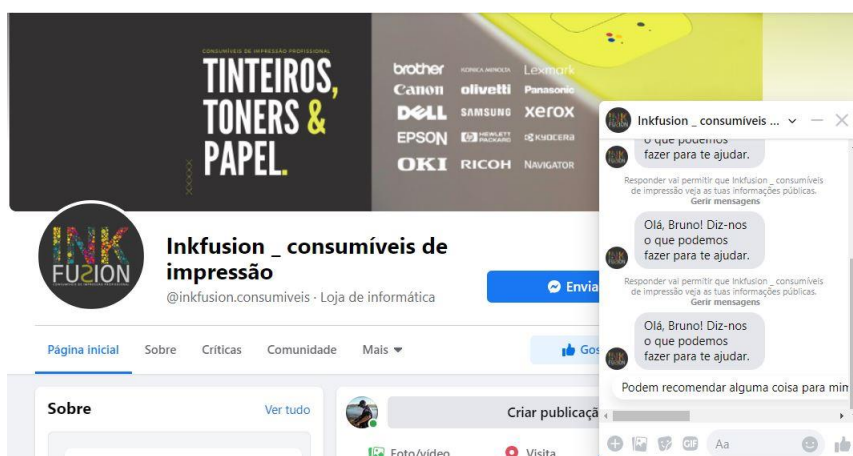 CONSUMÍVEIS DE IMPRESSÃO PROFISSIONAL
TINTEIROS,
TONERS &
PAPEL.
XXXXX
brother KONICA MINOLTA Lexmark
Canon olivetti Panasonic
DELL SAMSUNG xerox
EPSON HEWLETT PACKARD KYOCERA
OKI RICOH NAVIGATOR
INK
FUSION
Inkfusion _ consumíveis de
impressão
@inkfusion.consumiveis · Loja de informática
Envia
Página inicial Sobre Críticas Comunidade Mais
Gos
Sobre Ver tudo
Criar publicaçã
Foto/vídeo Visita
Inkfusion _ consumíveis ...
o que podemos
fazer para te ajudar.
Responder vai permitir que Inkfusion _ consumíveis
de impressão veja as tuas informações públicas.
Gerir mensagens
Olá, Bruno! Diz-nos
o que podemos
fazer para te ajudar.
Responder vai permitir que Inkfusion _ consumíveis
de impressão veja as tuas informações públicas.
Gerir mensagens
Olá, Bruno! Diz-nos
o que podemos
fazer para te ajudar.
Podem recomendar alguma coisa para mim
GIF Aa